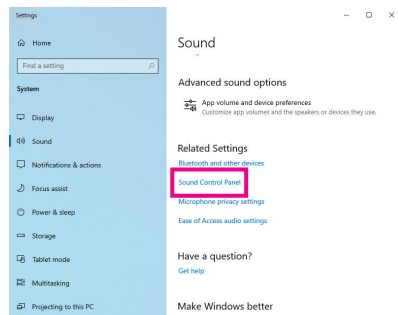 Settings
Home
Find a setting
System
Display
Sound
Notifications & actions
Focus assist
Power & sleep
Storage
Tablet mode
Multitasking
Projecting to this PC
Sound
Advanced sound options
App volume and device preferences
Customize app volumes and the speakers or devices they use.
Related Settings
Bluetooth and other devices
Sound Control Panel
Microphone privacy settings
Ease of Access audio settings
Have a question?
Get help
Make Windows better